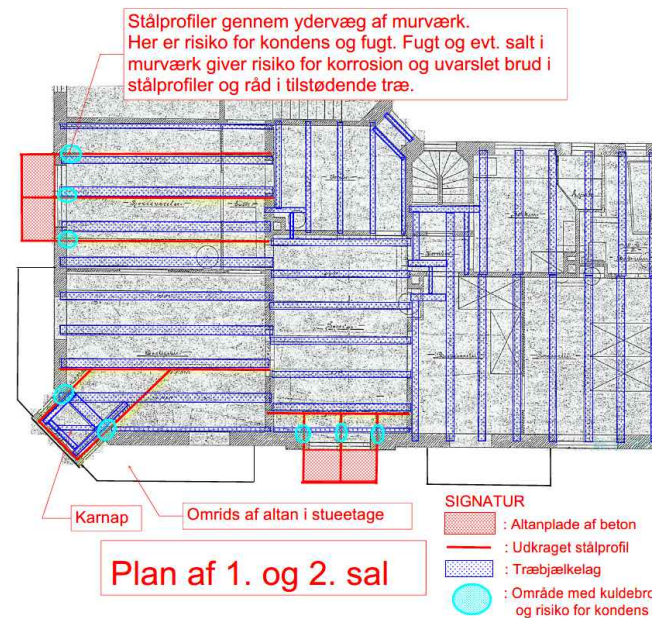 Stålprofiler gennem ydervæg af murværk.
Her er risiko for kondens og fugt. Fugt og evt. salt i
murværk giver risiko for korrosion og uvarslet brud i
stålprofiler og råd i tilstødende træ.
Karnap
Omrids af altan i stueetage
Plan af 1. og 2. sal
SIGNATUR
: Altanplade af beton
: Udkraget stålprofil
: Træbjælkelag
: Område med kuldebro
og risiko for kondens